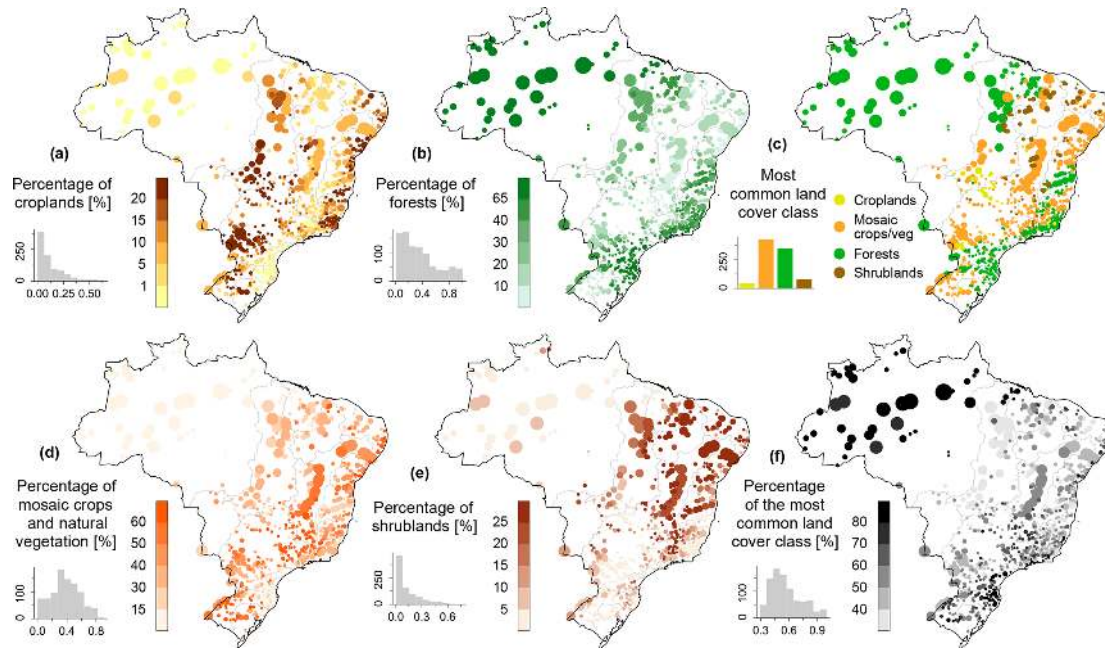 (a)
Percentage of
croplands [%]
20
15
10
5
1
250
0
0.00 0.25 0.50
(b)
Percentage of
forests [%]
65
40
30
20
10
100
0
0.0 0.4 0.8
(c)
Most
common land
cover class
Croplands
Mosaic
crops/veg
Forests
Shrublands
250
0
(d)
Percentage of
mosaic crops
and natural
vegetation [%]
60
50
40
30
15
100
0
0.0 0.4 0.8
(e)
Percentage of
shrublands [%]
25
20
15
10
5
250
0
0.0 0.3 0.6
(f)
Percentage
of the most
common land
cover class [%]
80
70
60
50
40
100
0
0.3 0.6 0.9